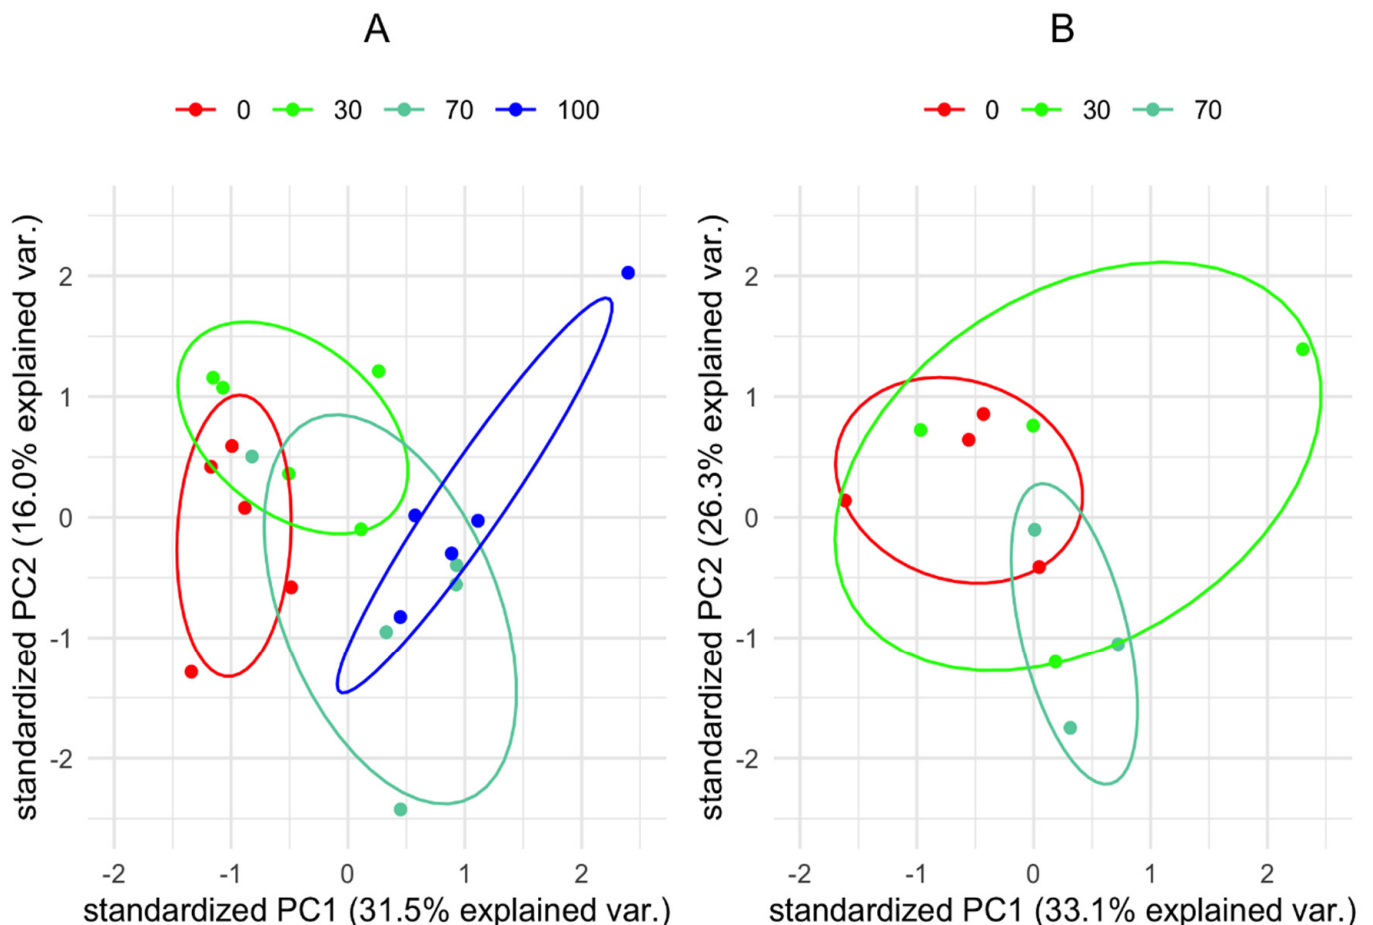 A
B
0 30 70 100
0 30 70
standardized PC2 (16.0% explained var.)
2
1
0
-1
-2
-2 -1 0 1 2
standardized PC1 (31.5% explained var.)
standardized PC2 (26.3% explained var.)
2
1
0
-1
-2
-2 -1 0 1 2
standardized PC1 (33.1% explained var.)